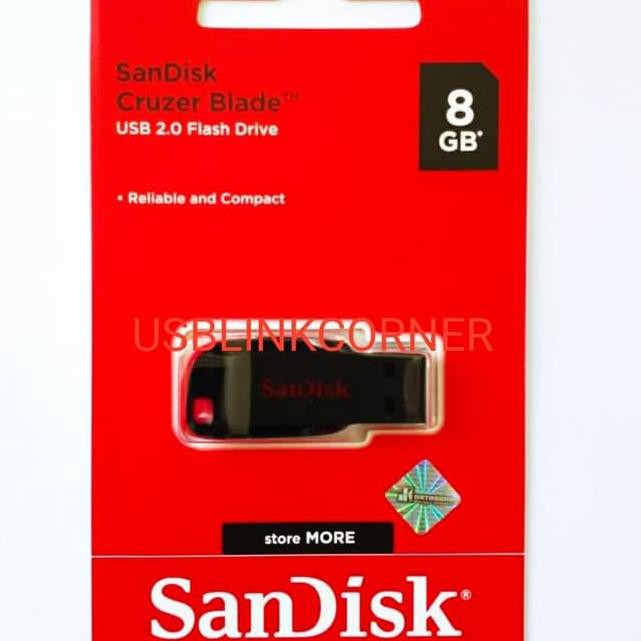 SanDisk
Cruzer Blade™
USB 2.0 Flash Drive
8
GB*
• Reliable and Compact
USBLINKCORNER
SanDisk
store MORE
SanDisk®